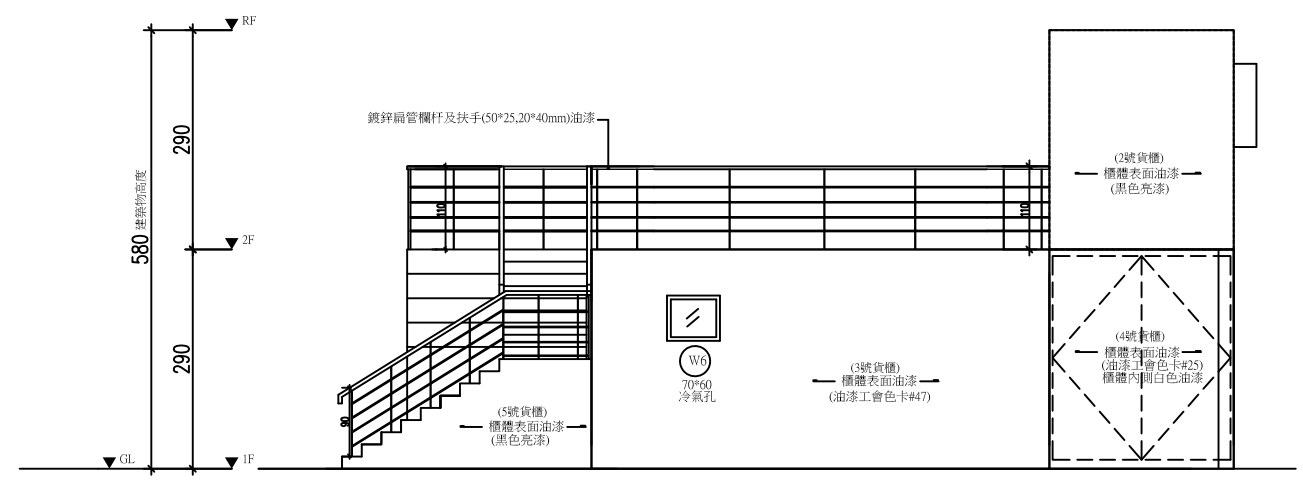 RF
鍍鋅扁管欄杆及扶手(50*25,20*40mm)油漆
290
(2號貨櫃)
櫃體表面油漆
(黑色亮漆)
580 建築物高度
110
110
2F
290
W6
70*60
冷氣孔
(3號貨櫃)
櫃體表面油漆
(油漆工會色卡#47)
(4號貨櫃)
櫃體表面油漆
(油漆工會色卡#25)
櫃體內側白色油漆
90
(5號貨櫃)
櫃體表面油漆
(黑色亮漆)
GL
1F